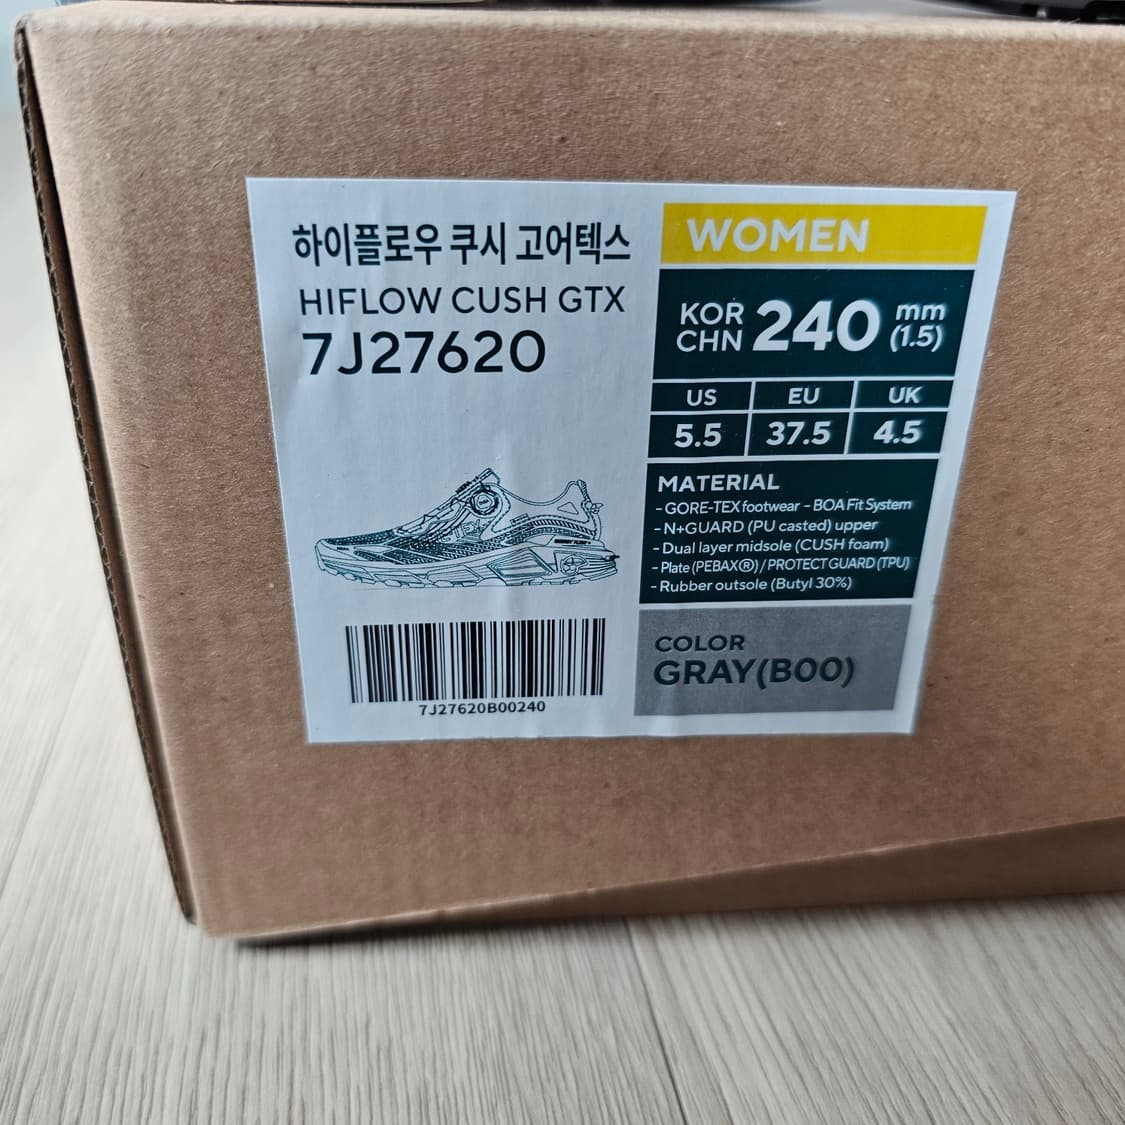 하이플로우 쿠시 고어텍스
HIFLOW CUSH GTX
7J27620
7J27620B00240
WOMEN
KOR
CHN 240 mm
(1.5)
US EU UK
5.5 37.5 4.5
MATERIAL
- GORE-TEX footwear - BOA Fit System
- N+GUARD (PU casted) upper
- Dual layer midsole (CUSH foam)
- Plate (PEBAX®) / PROTECT GUARD (TPU)
- Rubber outsole (Butyl 30%)
COLOR
GRAY(B00)